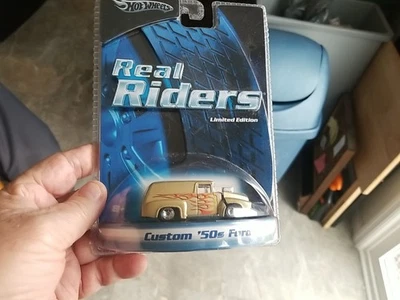 Hot Wheels
Real
Riders
Limited Edition
Custom '50s Ford